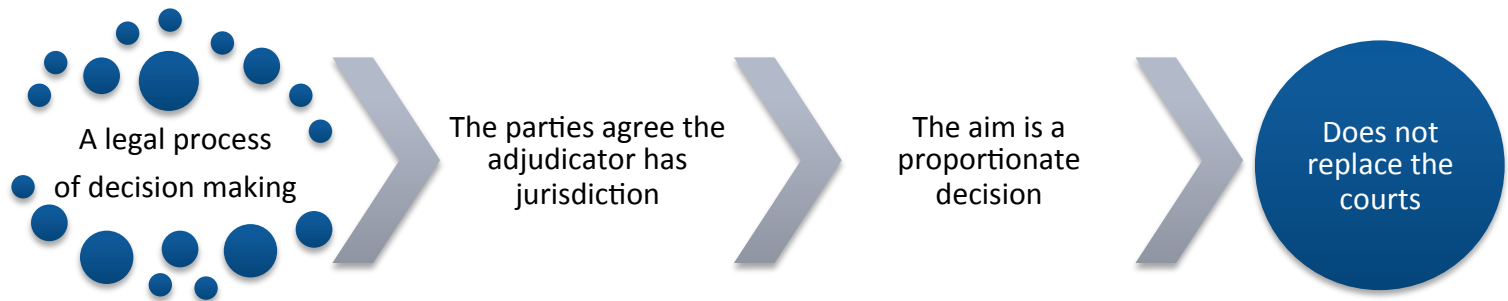 A legal process
of decision making
The parties agree the
adjudicator has
jurisdiction
The aim is a
proportionate
decision
Does not
replace the
courts